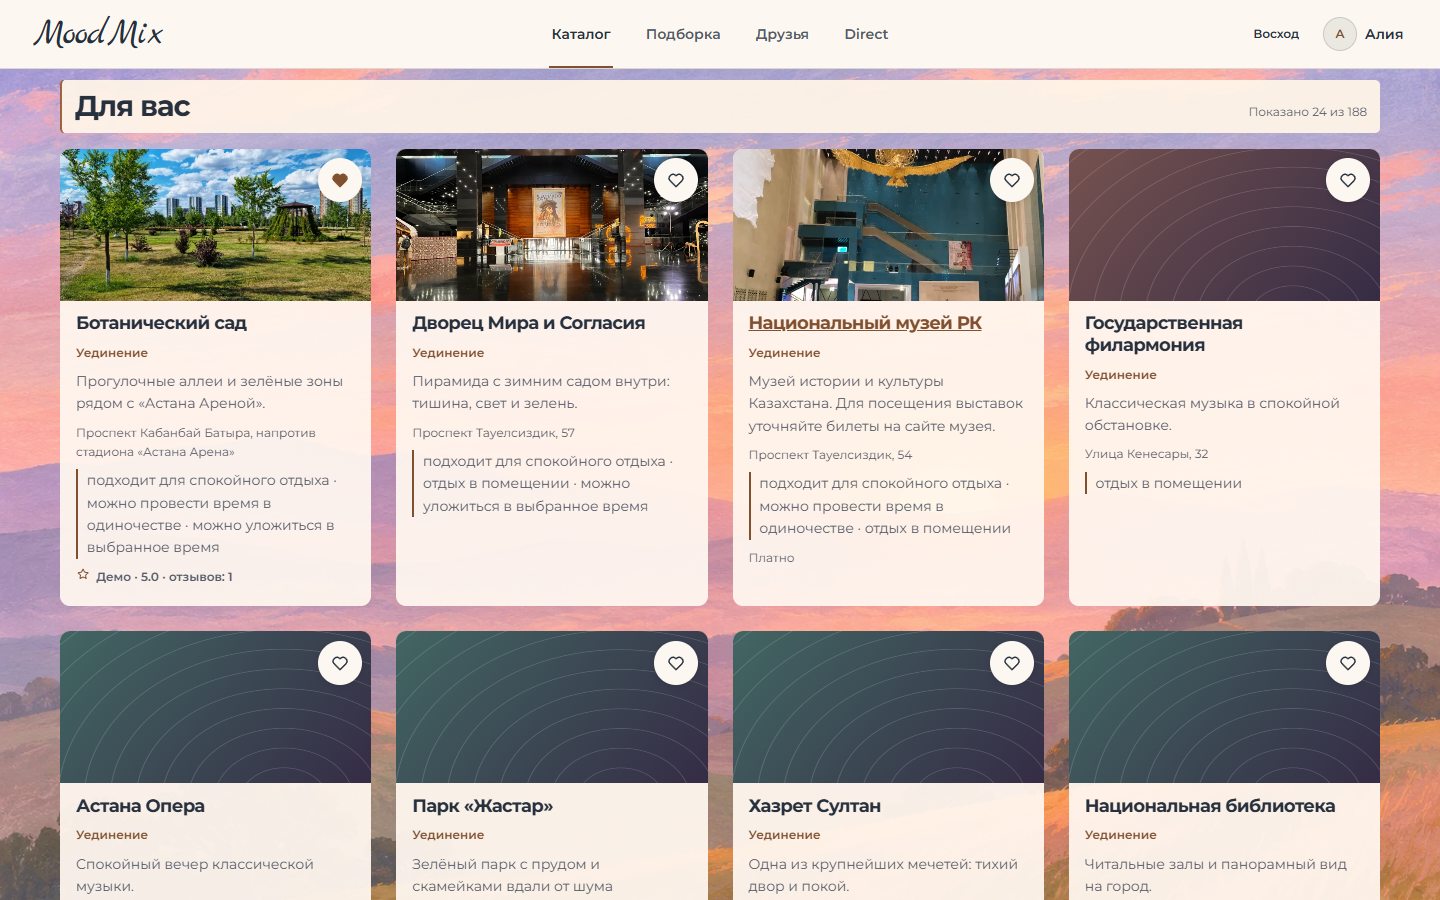 Mood Mix
Каталог
Подборка
Друзья
Direct
Восход
А
Алия
Для вас
Показано 24 из 188
Ботанический сад
Уединение
Прогулочные аллеи и зелёные зоны
рядом с «Астана Ареной».
Проспект Кабанбай Батыра, напротив
стадиона «Астана Арена»
подходит для спокойного отдыха ·
можно провести время в
одиночестве · можно уложиться в
выбранное время
Демо · 5.0 · отзывов: 1
Дворец Мира и Согласия
Уединение
Пирамида с зимним садом внутри:
тишина, свет и зелень.
Проспект Тауелсиздик, 57
подходит для спокойного отдыха ·
отдых в помещении · можно
уложиться в выбранное время
Национальный музей РК
Уединение
Музей истории и культуры
Казахстана. Для посещения выставок
уточняйте билеты на сайте музея.
Проспект Тауелсиздик, 54
подходит для спокойного отдыха ·
можно провести время в
одиночестве · отдых в помещении
Платно
Государственная
филармония
Уединение
Классическая музыка в спокойной
обстановке.
Улица Кенесары, 32
отдых в помещении
Астана Опера
Уединение
Спокойный вечер классической
музыки.
Парк «Жастар»
Уединение
Зелёный парк с прудом и
скамейками вдали от шума
Хазрет Султан
Уединение
Одна из крупнейших мечетей: тихий
двор и покой.
Национальная библиотека
Уединение
Читальные залы и панорамный вид
на город.